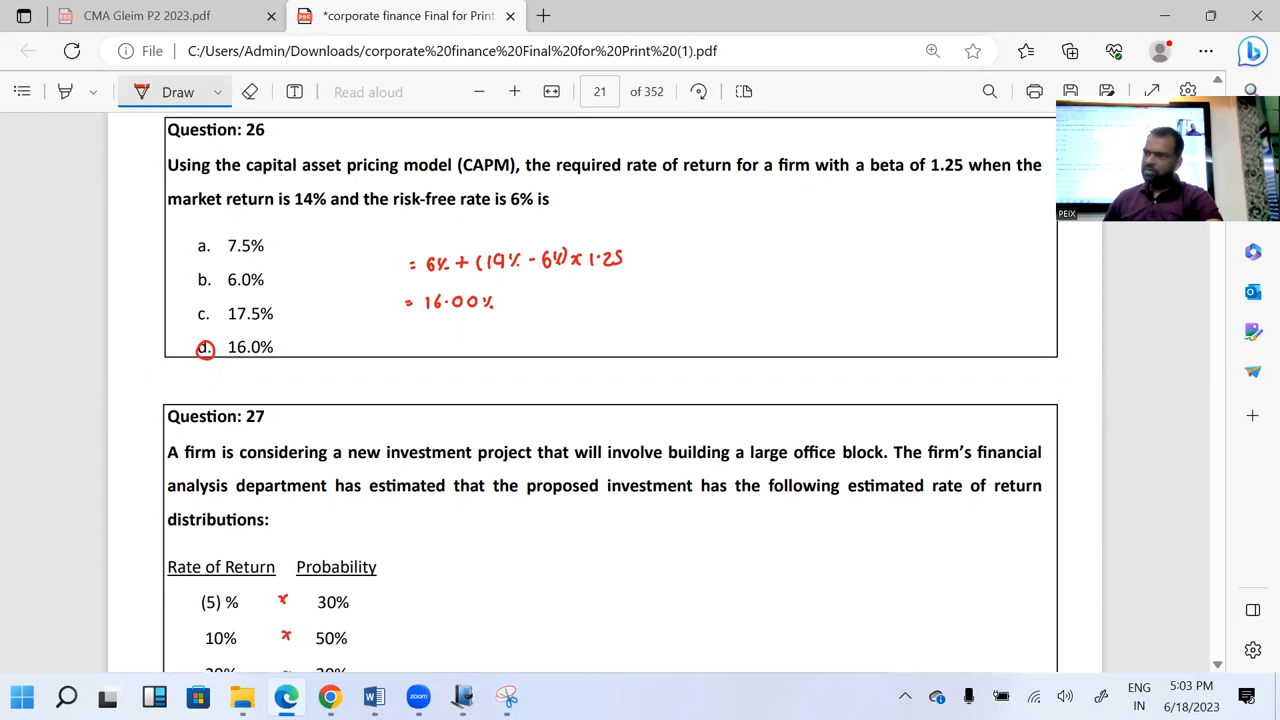 CMA Gleim P2 2023.pdf
*corporate finance Final for Print
File
C:/Users/Admin/Downloads/corporate%20finance%20Final%20for%20Print%20(1).pdf
Draw
Read aloud
21
of 352
Question: 26
Using the capital asset pricing model (CAPM), the required rate of return for a firm with a beta of 1.25 when the
market return is 14% and the risk-free rate is 6% is
a. 7.5%
b. 6.0%
c. 17.5%
d. 16.0%
= 6% + (14% - 6%) x 1.25
= 16.00%
PEIX
Question: 27
A firm is considering a new investment project that will involve building a large office block. The firm's financial
analysis department has estimated that the proposed investment has the following estimated rate of return
distributions:
Rate of Return Probability
(5) % x 30%
10% x 50%
20% 20%
zoom
ENG
IN
5:03 PM
6/18/2023